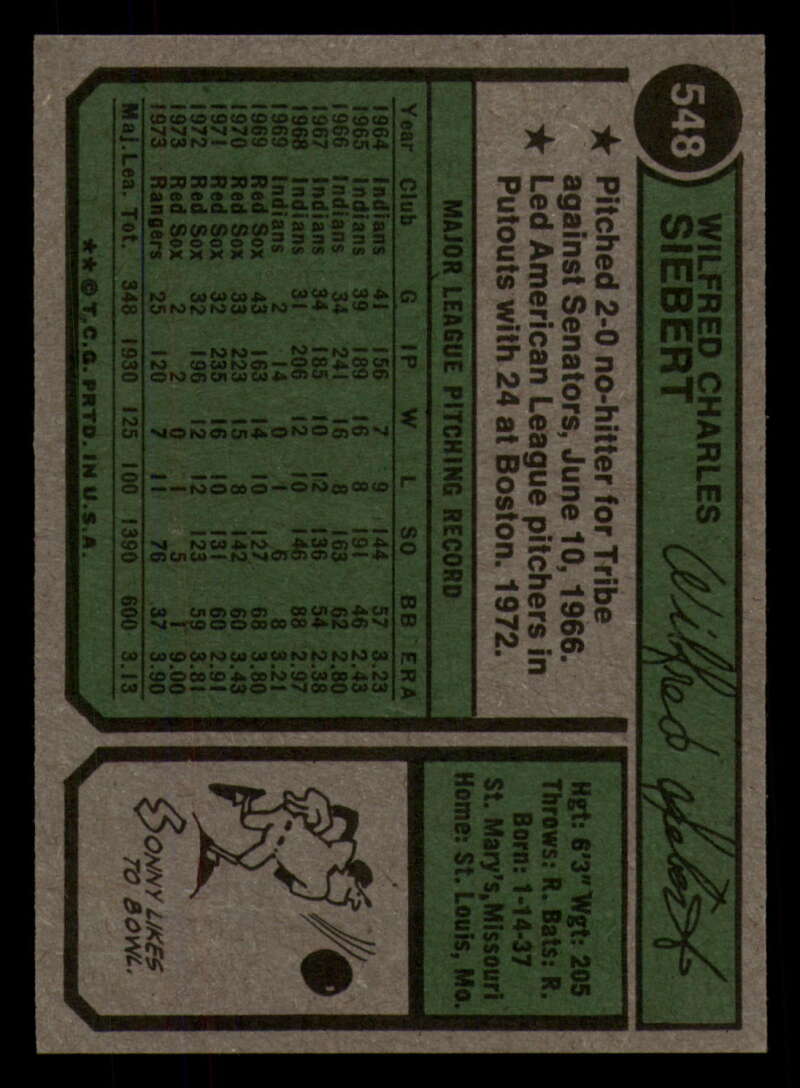 548
WILFRED CHARLES
SIEBERT
Wilfred Siebert
★ Pitched 2-0 no-hitter for Tribe
against Senators, June 10, 1966.
★ Led American League pitchers in
Putouts with 24 at Boston. 1972.
MAJOR LEAGUE PITCHING RECORD
Year Club G IP W L SO BB ERA
1964 Indians 41 156 7 9 144 57 3.23
1965 Indians 39 189 16 8 191 46 2.43
1966 Indians 34 241 16 8 163 62 2.80
1967 Indians 34 185 10 12 136 54 2.38
1968 Indians 31 206 12 10 146 88 2.97
1969 Indians 2 14 0 1 6 8 3.21
1969 Red Sox 43 163 14 10 127 68 3.80
1970 Red Sox 33 223 15 8 142 60 3.43
1971 Red Sox 32 235 16 10 131 60 2.91
1972 Red Sox 32 196 12 12 123 59 3.81
1973 Red Sox 2 2 0 1 5 1 9.00
1973 Rangers 25 120 7 11 76 37 3.90
Maj. Lea. Tot. 348 1930 125 100 1390 600 3.13
**© T.C.G. PRTD. IN U.S.A.
Hgt: 6'3" Wgt: 205
Throws: R. Bats: R.
Born: 1-14-37
St. Mary's, Missouri
Home: St. Louis, Mo.
SONNY LIKES
TO BOWL.